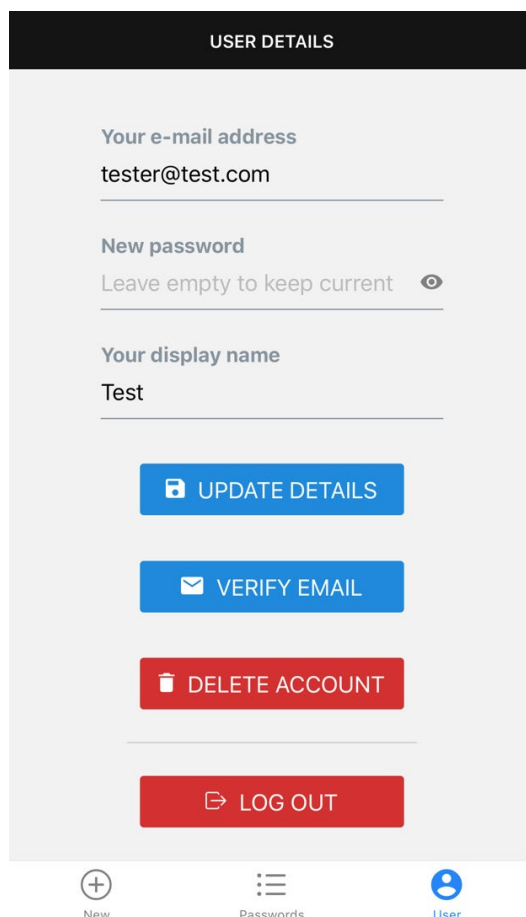 USER DETAILS
Your e-mail address
tester@test.com
New password
Leave empty to keep current
Your display name
Test
UPDATE DETAILS
VERIFY EMAIL
DELETE ACCOUNT
LOG OUT
New Passwords User